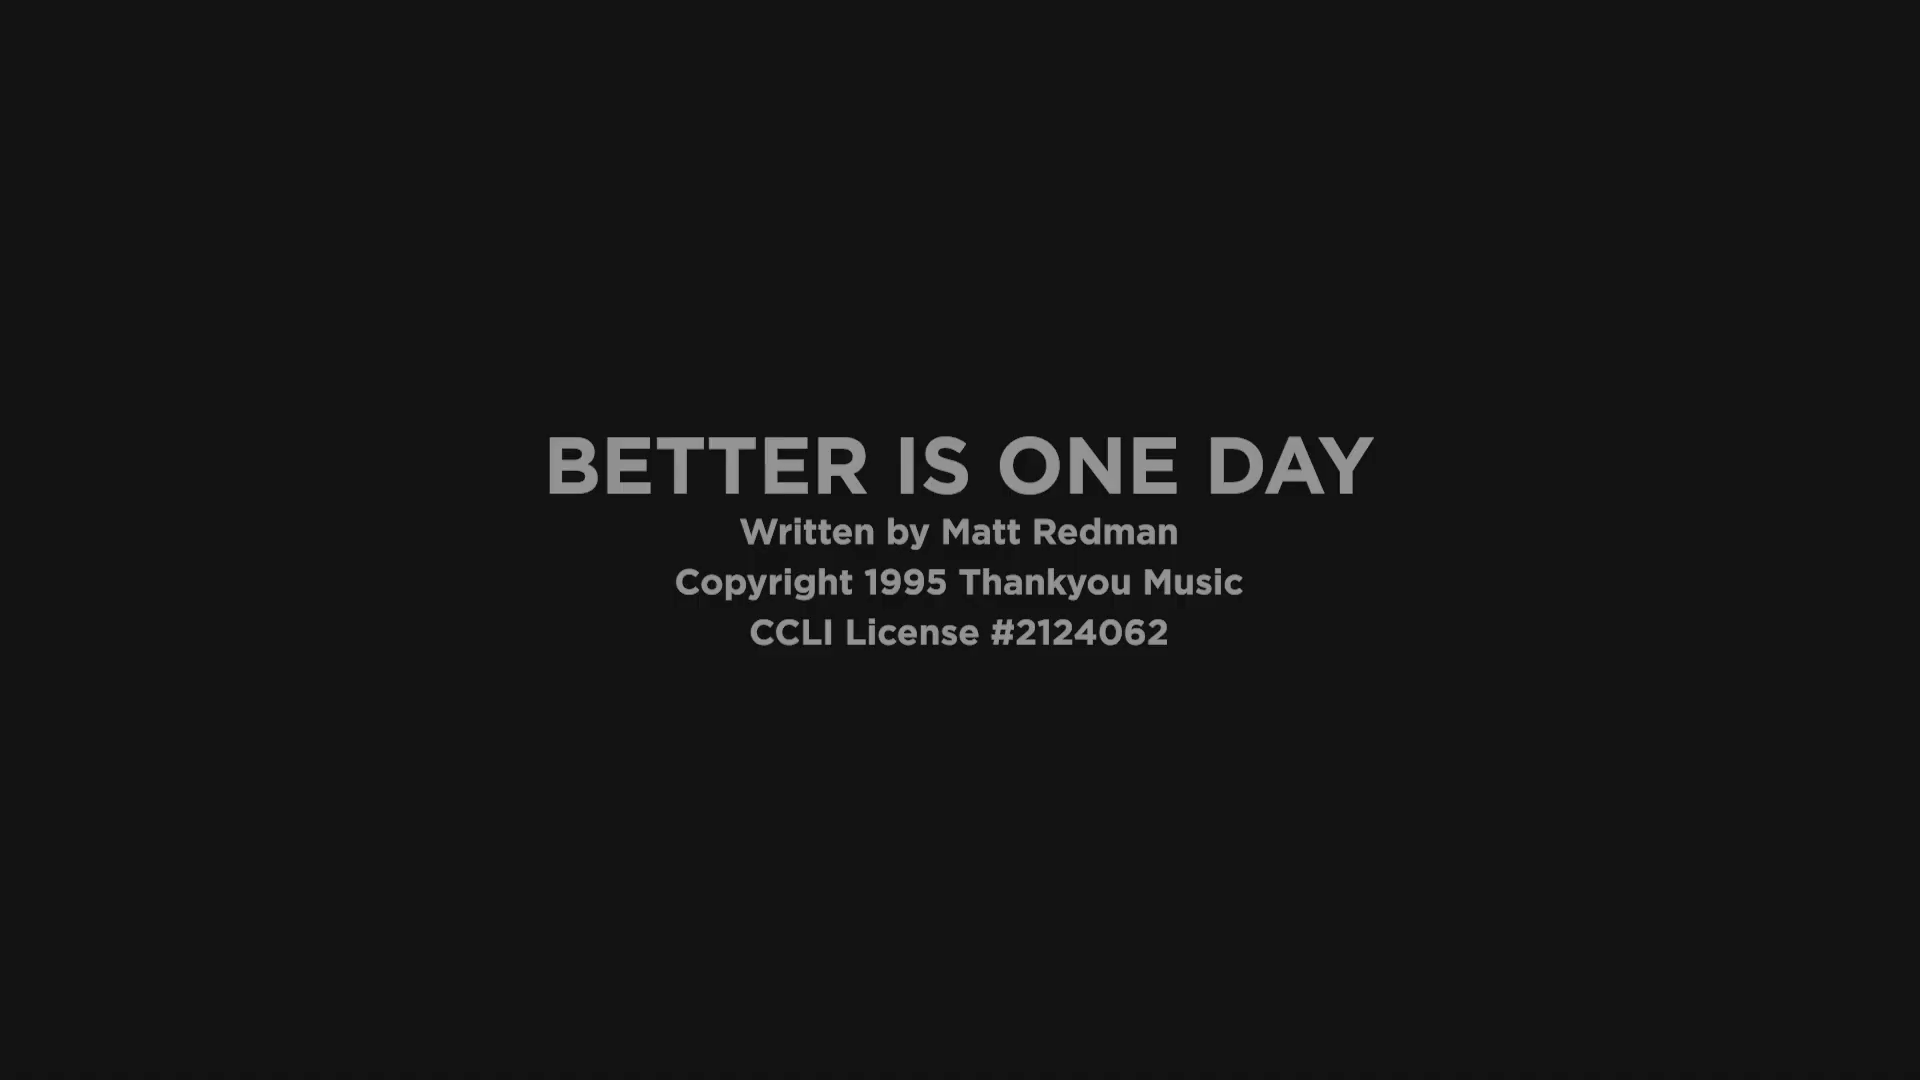 BETTER IS ONE DAY
Written by Matt Redman
Copyright 1995 Thankyou Music
CCLI License #2124062